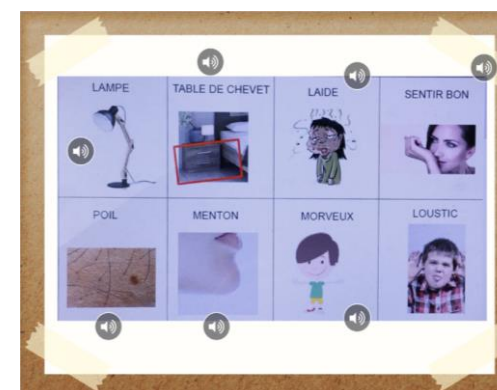 LAMPE
TABLE DE CHEVET
LAIDE
SENTIR BON
POIL
MENTON
MORVEUX
LOUSTIC